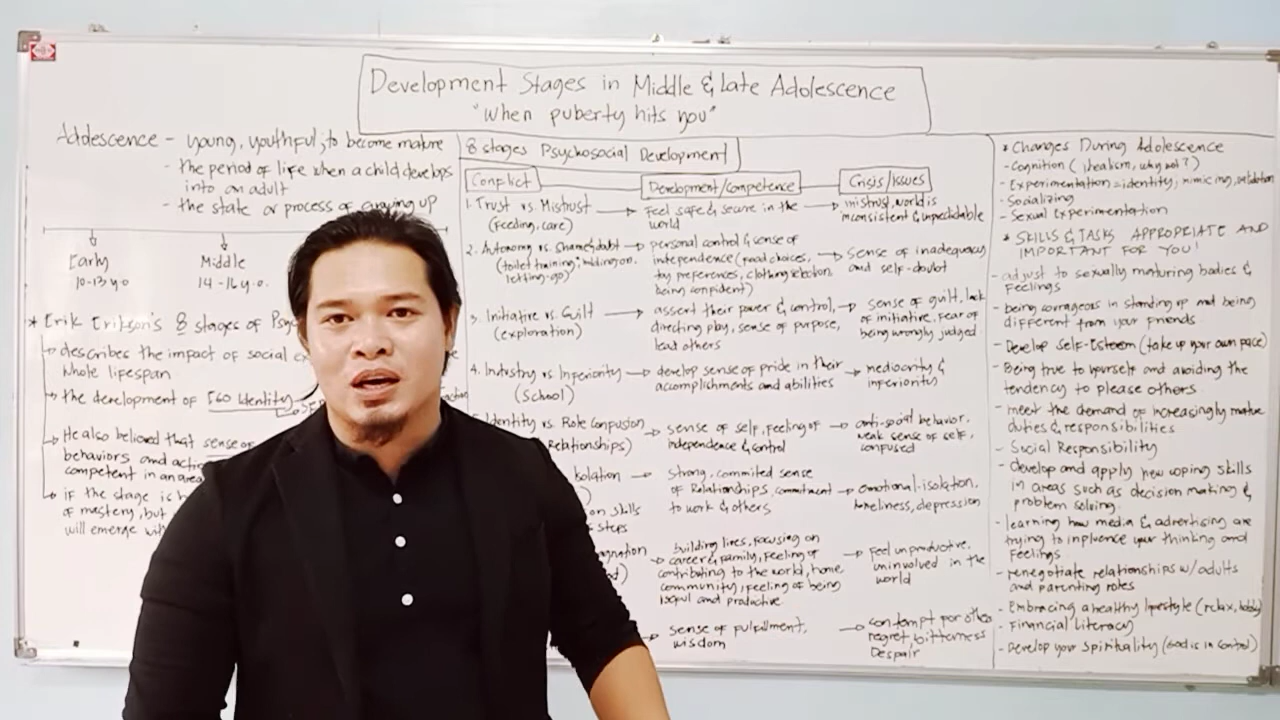 Development Stages in Middle & Late Adolescence
"When puberty hits you"
Adolescence - young, youthful, to become mature
- the period of life when a child develops
into an adult
- the state or process of growing up
Early
10-13 y.o
Middle
14-16 y.o.
* Erik Erikson's 8 stages of
describes the impact of social
whole lifespan
the development of EGO Identity
He also believed that sense of
behaviors and
competent in an area
if the stage is
of mastery, but
will emerge
8 stages Psychosocial Development
Conflict
Development/competence
Crisis/Issues
1. Trust vs. Mistrust
(Feeding, care)
Feel safe & secure in the
world
mistrust, world is
inconsistent & unpredictable
2. Autonomy vs. Shame & doubt
(toilet training, holding on.
letting-go)
personal control & sense of
independence (food choices,
toy preferences, clothing selection,
being confident)
Sense of inadequacy
and self-doubt
3. Initiative vs. Guilt
(exploration)
assert their power & control,
directing play, sense of purpose,
lead others
sense of guilt, lack
of initiative, fear of
being wrongly judged
4. Industry vs. Inferiority
(School)
develop sense of pride in their
accomplishments and abilities
mediocrity &
inferiority
Identity vs. Role Confusion
Relationships)
sense of self, feeling of
independence & control
anti-social behavior,
weak sense of self,
confused
Isolation
on skills
steps
strong, commited sense
of Relationships, commitment
to work & others
emotional-isolation,
loneliness, depression
building lives, focusing on
career & family, feeling of
contributing to the world, home
community, feeling of being
useful and productive
feel unproductive,
uninvolved in the
world
sense of fulfillment,
wisdom
contempt for other
regret, bitterness
Despair
* Changes During Adolescence
- Cognition (idealism, why not?)
- Experimentation = identity, mimicing, validation
- Socializing
- Sexual Experimentation
* SKILLS & TASKS APPROPRIATE AND
IMPORTANT FOR YOU!
- adjust to sexually maturing bodies &
feelings
- being courageous in standing up and being
different from your friends
- Develop self-Esteem (take up your own pace)
- Being true to yourself and avoiding the
tendency to please others
- meet the demand of increasingly mature
duties & responsibilities
- Social Responsibility
- develop and apply new coping skills
in areas such as decision making &
problem solving.
- learning how media & advertising are
trying to influence your thinking and
Feelings
- renegotiate relationships w/ adults
and parenting roles
- Embracing a healthy lifestyle (relax, hobby)
- Financial Literacy
- Develop your Spirituality (God is in Control)